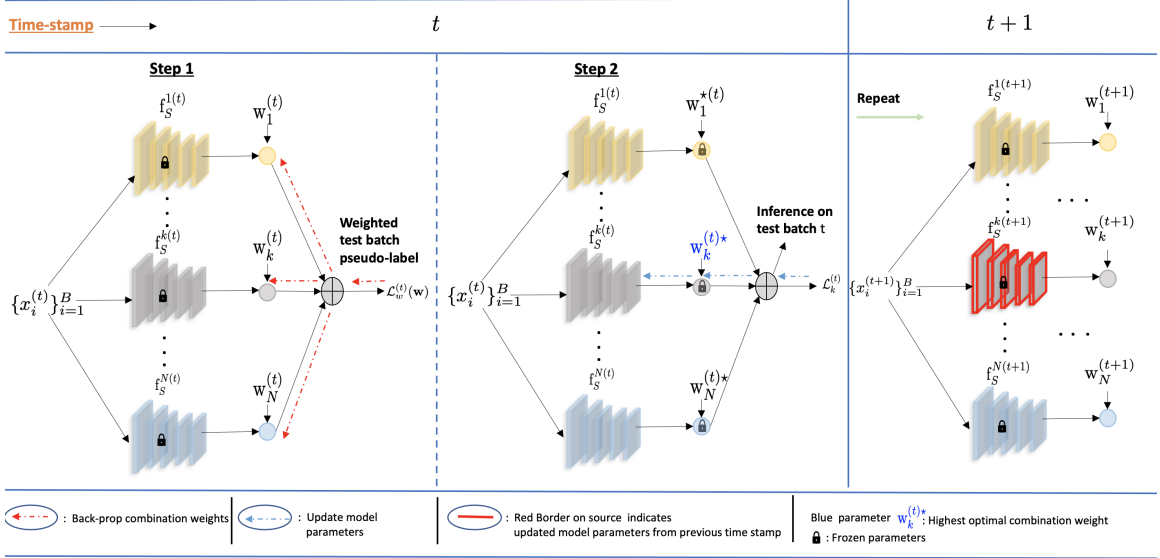 Time-stamp
t
t+1
Step 1
f_S^{1(t)}
w_1^{(t)}
f_S^{k(t)}
w_k^{(t)}
Weighted
test batch
pseudo-label
{x_i^{(t)}}_{i=1}^B
L_w^{(t)}(w)
f_S^{N(t)}
w_N^{(t)}
Step 2
f_S^{1(t)}
w_1^{⋆(t)}
Inference on
test batch t
f_S^{k(t)}
w_k^{(t)⋆}
{x_i^{(t)}}_{i=1}^B
L_k^{(t)}
f_S^{N(t)}
w_N^{(t)⋆}
Repeat
f_S^{1(t+1)}
w_1^{(t+1)}
f_S^{k(t+1)}
w_k^{(t+1)}
{x_i^{(t+1)}}_{i=1}^B
f_S^{N(t+1)}
w_N^{(t+1)}
: Back-prop combination weights
: Update model
parameters
: Red Border on source indicates
updated model parameters from previous time stamp
Blue parameter w_k^{(t)⋆} : Highest optimal combination weight
: Frozen parameters